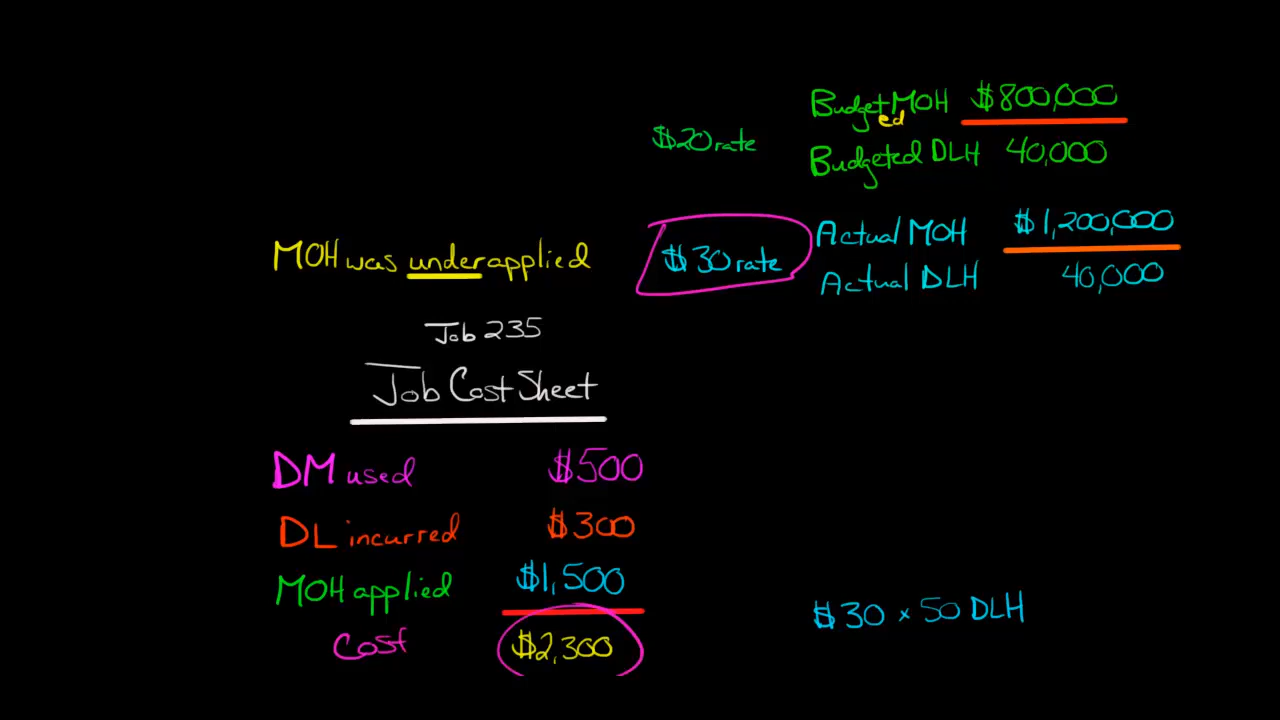 Budgeted MOH $800,000
$20 rate
Budgeted DLH 40,000
Actual MOH $1,200,000
MOH was underapplied
$30 rate
Actual DLH 40,000
Job 235
Job Cost Sheet
DM used $500
DL incurred $300
MOH applied $1,500
$30 × 50 DLH
Cost $2,300